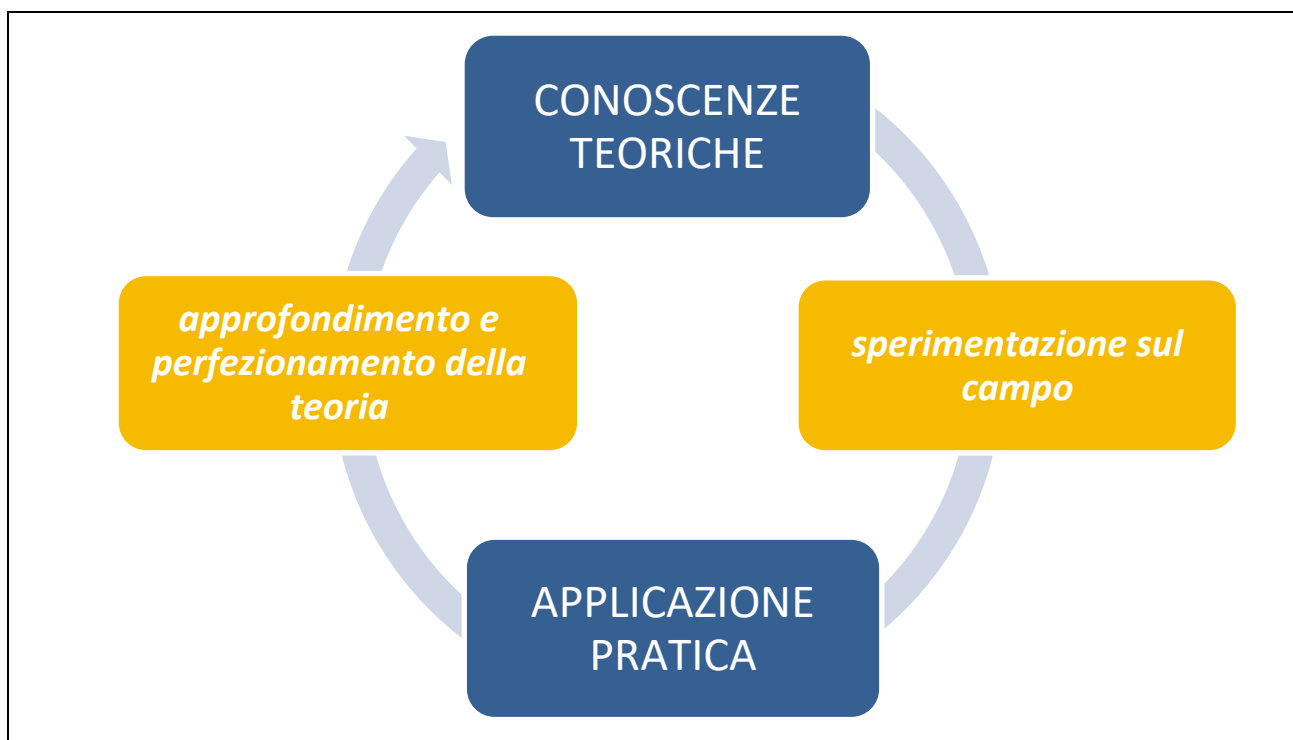 CONOSCENZE
TEORICHE
approfondimento e
perfezionamento della
teoria
sperimentazione sul
campo
APPLICAZIONE
PRATICA